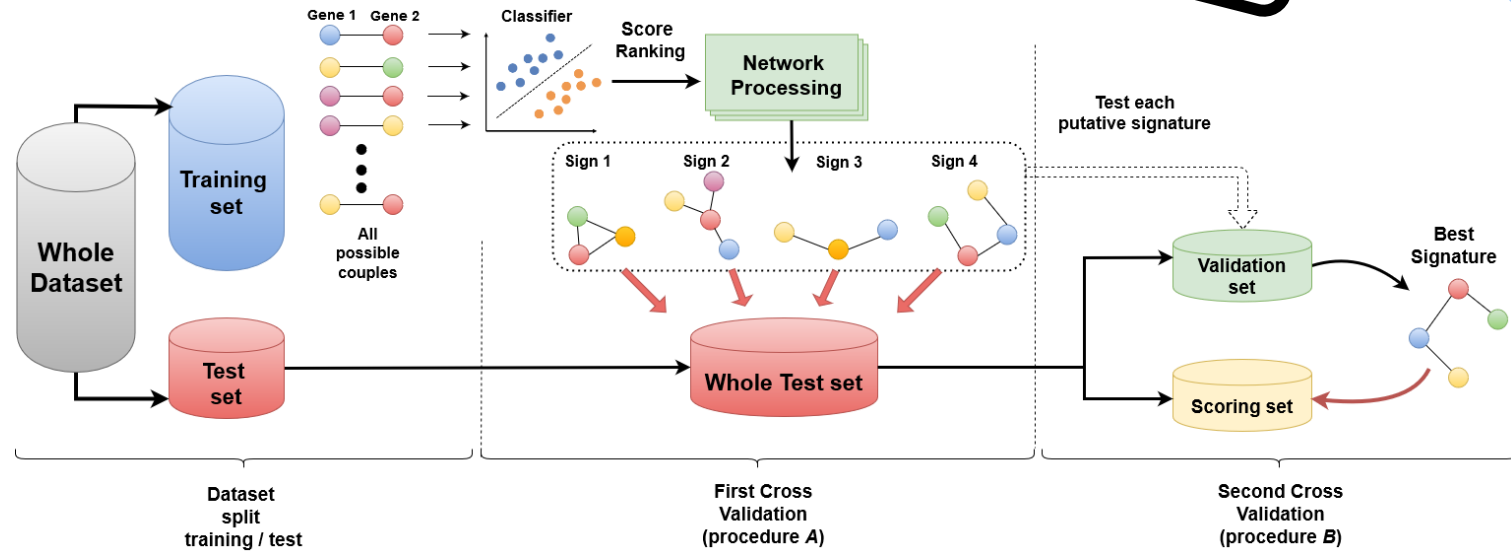 Gene 1 Gene 2
Classifier
Score
Ranking
Network
Processing
Whole
Dataset
Training
set
Test
set
All
possible
couples
Sign 1
Sign 2
Sign 3
Sign 4
Whole Test set
Test each
putative signature
Validation
set
Scoring set
Best
Signature
Dataset
split
training / test
First Cross
Validation
(procedure A)
Second Cross
Validation
(procedure B)